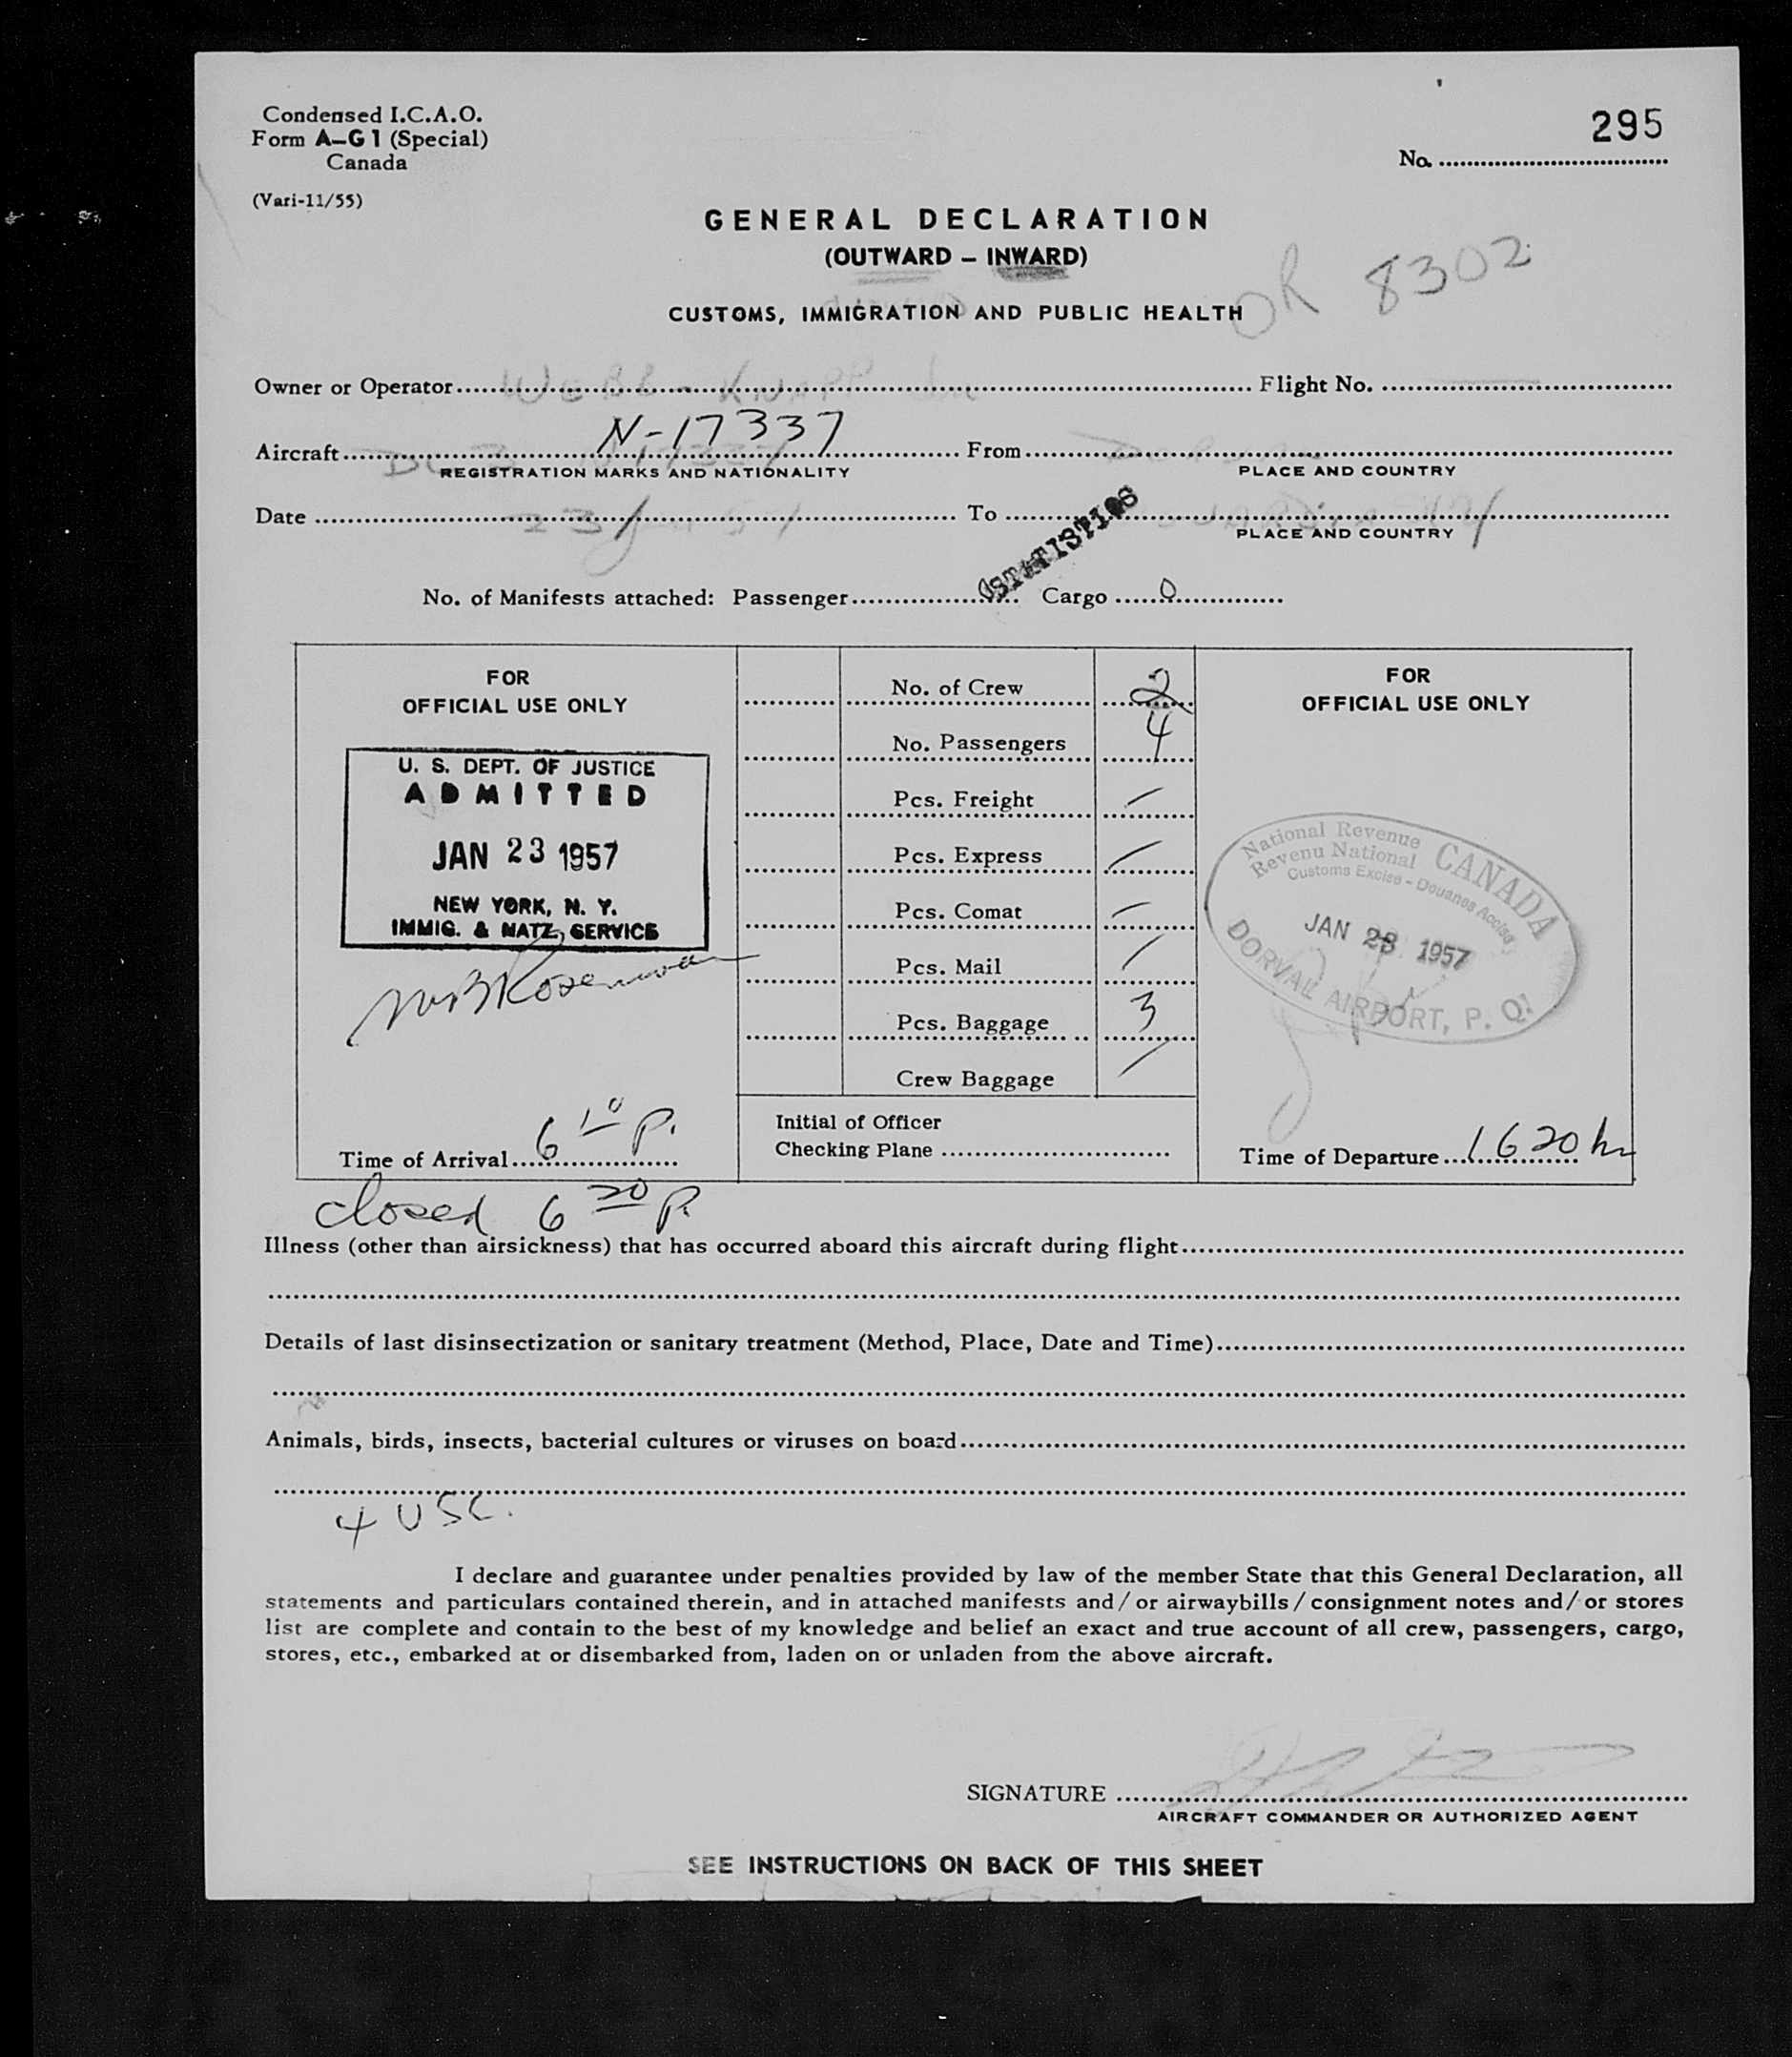 Condensed I.C.A.O.
Form A–G1 (Special)
Canada
(Vari-11/55)
295
No. ........
GENERAL DECLARATION
(OUTWARD – INWARD)
OR 8302
CUSTOMS, IMMIGRATION AND PUBLIC HEALTH
Owner or Operator ........ Flight No. ........
Aircraft ........ N-17337 ........ From ........
REGISTRATION MARKS AND NATIONALITY PLACE AND COUNTRY
Date ........ 23/ ........ To ........
PLACE AND COUNTRY
STATISTICS
No. of Manifests attached: Passenger ........ Cargo ... 0 ........
FOR
OFFICIAL USE ONLY
U. S. DEPT. OF JUSTICE
ADMITTED
JAN 23 1957
NEW YORK, N. Y.
IMMIG. & NATZ. SERVICE
Time of Arrival 6 10 P.
closed 6 20 P.
No. of Crew 2
No. Passengers 4
Pcs. Freight /
Pcs. Express /
Pcs. Comat /
Pcs. Mail /
Pcs. Baggage 3
Crew Baggage /
Initial of Officer
Checking Plane ........
FOR
OFFICIAL USE ONLY
National Revenue CANADA
Revenu National
Customs Excise - Douanes Accise
JAN 23 1957
DORVAL AIRPORT, P. Q.
Time of Departure 1620 hr
Illness (other than airsickness) that has occurred aboard this aircraft during flight ........
Details of last disinsectization or sanitary treatment (Method, Place, Date and Time) ........
Animals, birds, insects, bacterial cultures or viruses on board ........
4 USC.
I declare and guarantee under penalties provided by law of the member State that this General Declaration, all
statements and particulars contained therein, and in attached manifests and/or airwaybills/consignment notes and/or stores
list are complete and contain to the best of my knowledge and belief an exact and true account of all crew, passengers, cargo,
stores, etc., embarked at or disembarked from, laden on or unladen from the above aircraft.
SIGNATURE ........
AIRCRAFT COMMANDER OR AUTHORIZED AGENT
SEE INSTRUCTIONS ON BACK OF THIS SHEET